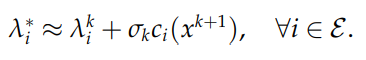 λ_i^* ≈ λ_i^k + σ_k c_i(x^{k+1}), ∀i ∈ ℰ.